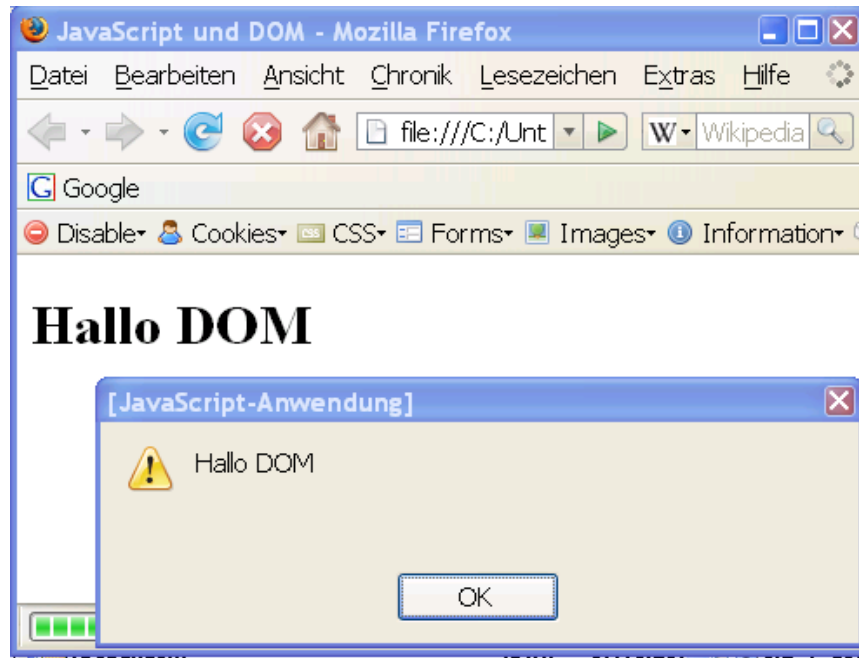 JavaScript und DOM - Mozilla Firefox
Datei Bearbeiten Ansicht Chronik Lesezeichen Extras Hilfe
file:///C:/Unt W Wikipedia
G Google
Disable Cookies CSS Forms Images Information
Hallo DOM
[JavaScript-Anwendung]
Hallo DOM
OK